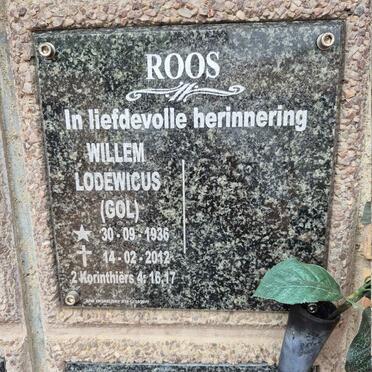 ROOS
In liefdevolle herinnering
WILLEM
LODEWICUS
(GOL)
★ 30 - 09 - 1936
✝ 14 - 02 - 2012
2 Korinthiërs 4: 16,17